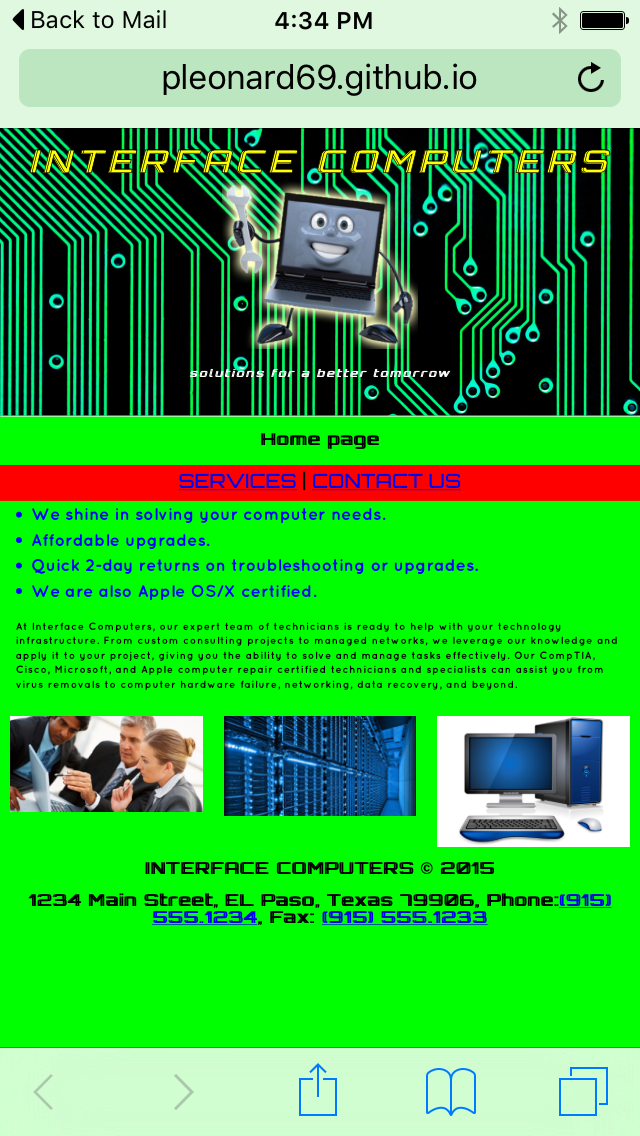 Back to Mail
4:34 PM
pleonard69.github.io
INTERFACE COMPUTERS
solutions for a better tomorrow
Home page
SERVICES | CONTACT US
• We shine in solving your computer needs.
• Affordable upgrades.
• Quick 2-day returns on troubleshooting or upgrades.
• We are also Apple OS/X certified.
At Interface Computers, our expert team of technicians is ready to help with your technology
infrastructure. From custom consulting projects to managed networks, we leverage our knowledge and
apply it to your project, giving you the ability to solve and manage tasks effectively. Our CompTIA,
Cisco, Microsoft, and Apple computer repair certified technicians and specialists can assist you from
virus removals to computer hardware failure, networking, data recovery, and beyond.
INTERFACE COMPUTERS © 2015
1234 Main Street, EL Paso, Texas 79906, Phone:(915)
555.1234, Fax: (915) 555.1233